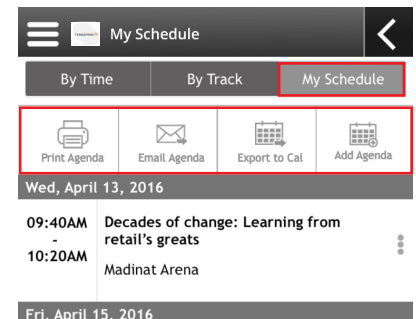 My Schedule
By Time By Track My Schedule
Print Agenda Email Agenda Export to Cal Add Agenda
Wed, April 13, 2016
09:40AM Decades of change: Learning from
- retail's greats
10:20AM
Madinat Arena
Fri, April 15, 2016